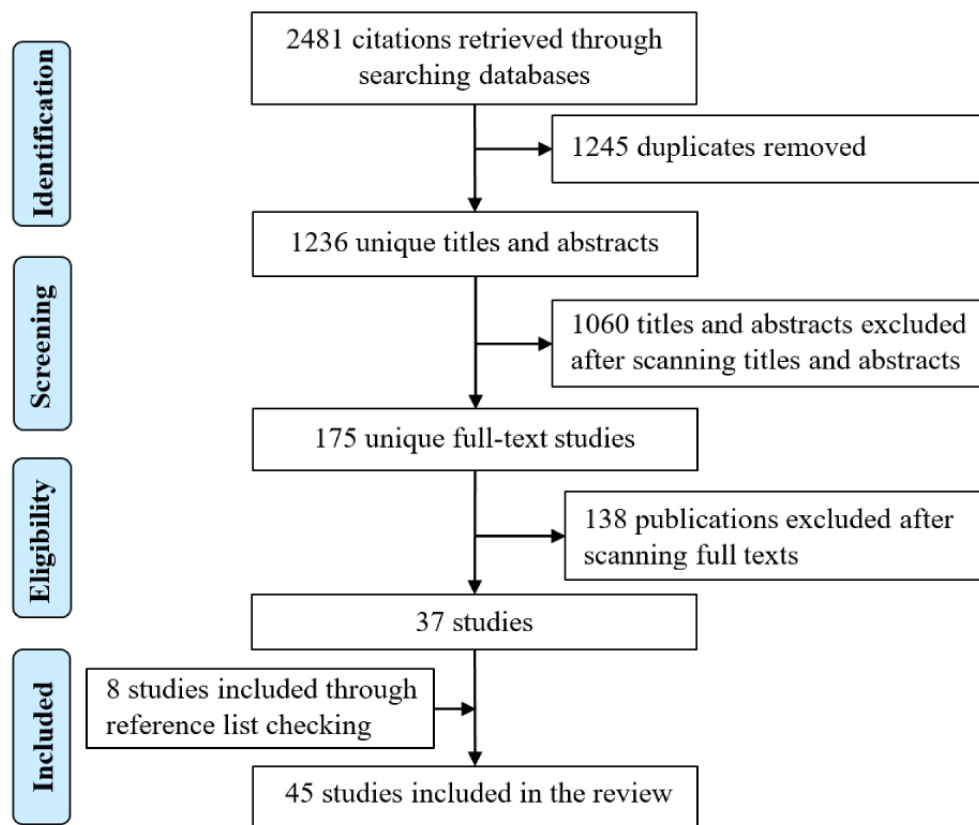 Identification
2481 citations retrieved through
searching databases
1245 duplicates removed
1236 unique titles and abstracts
Screening
1060 titles and abstracts excluded
after scanning titles and abstracts
175 unique full-text studies
Eligibility
138 publications excluded after
scanning full texts
37 studies
Included
8 studies included through
reference list checking
45 studies included in the review